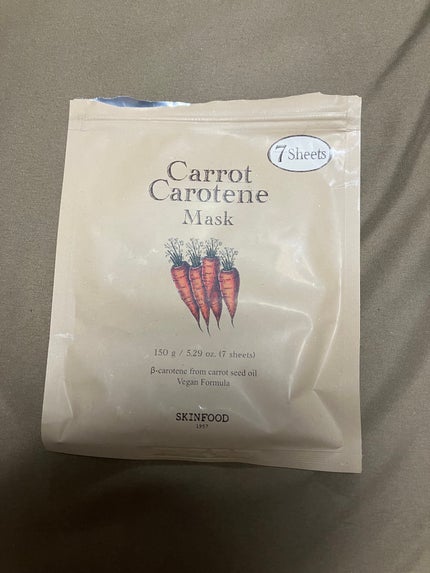 7 Sheets
Carrot
Carotene
Mask
150 g / 5.29 oz. (7 sheets)
β-carotene from carrot seed oil
Vegan Formula
SKINFOOD
1957